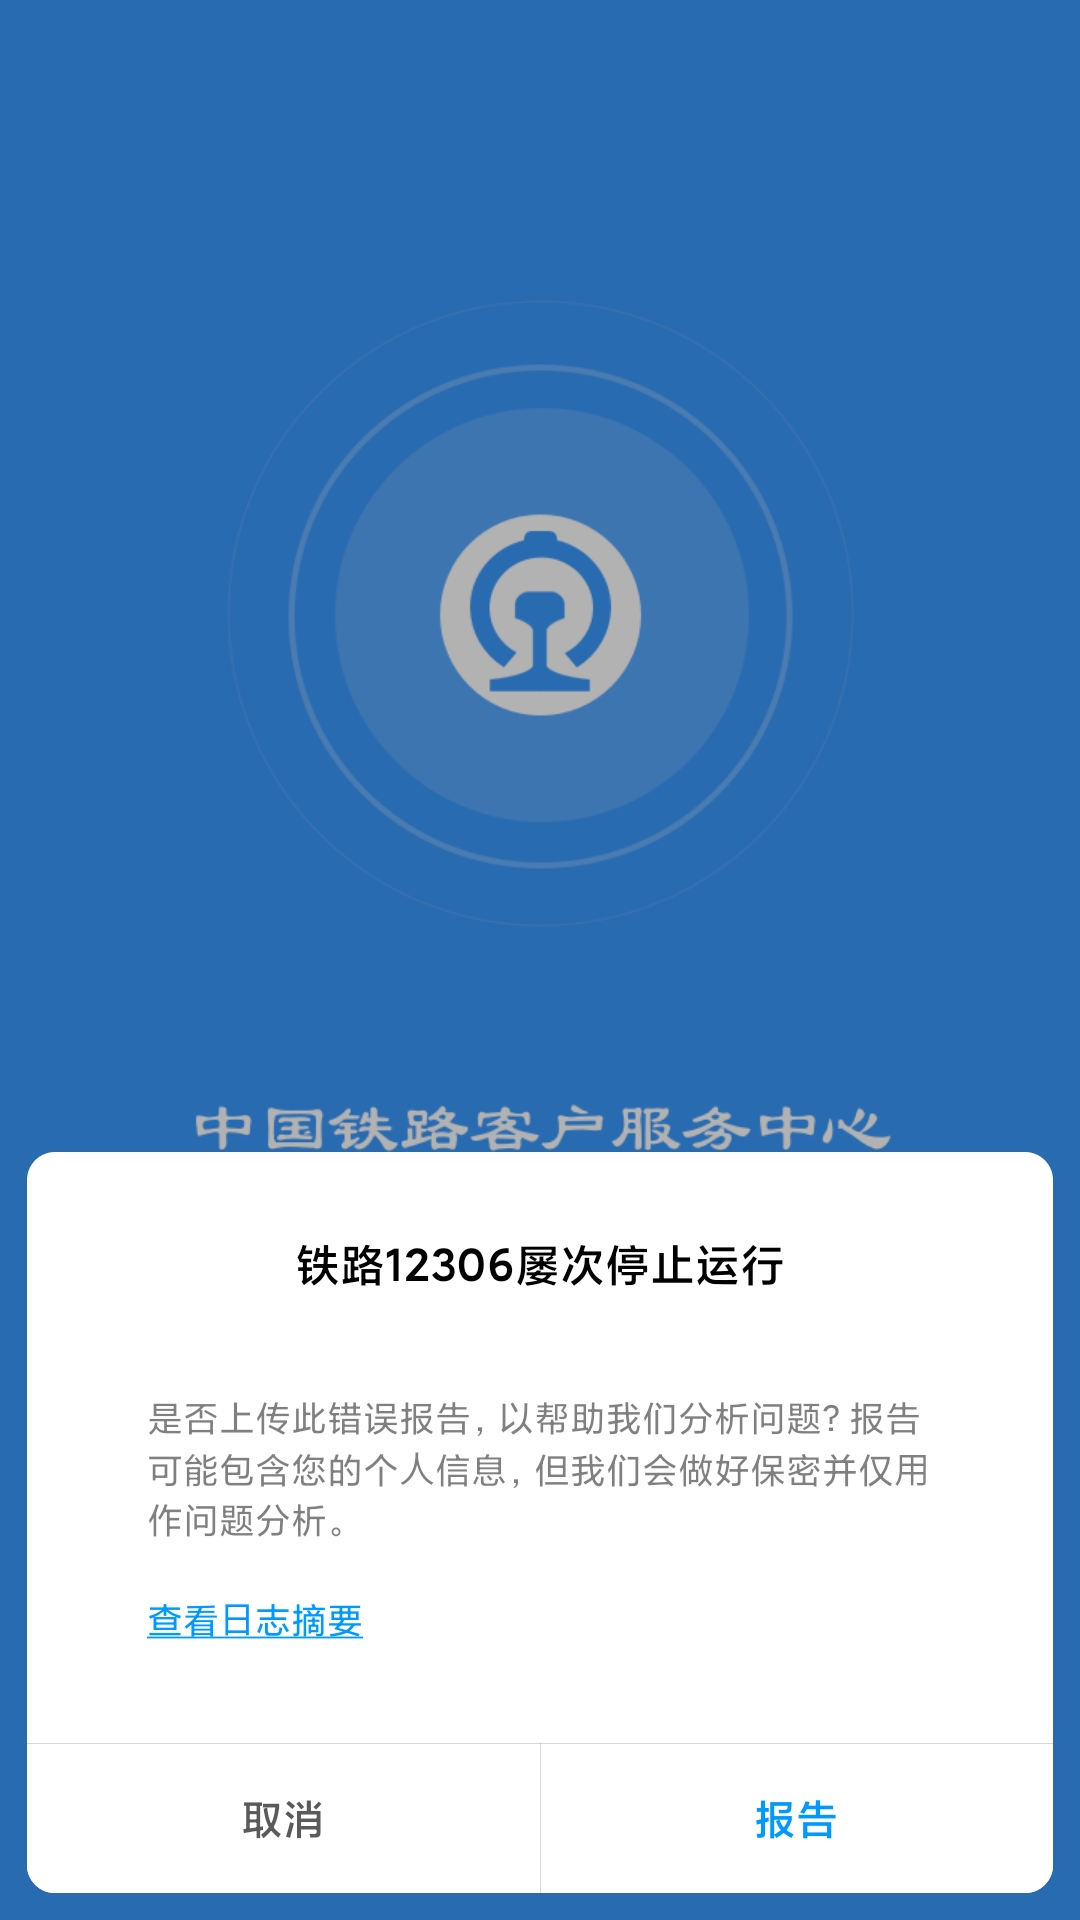 中国铁路客户服务中心
铁路12306屡次停止运行
是否上传此错误报告,以帮助我们分析问题?报告
可能包含您的个人信息,但我们会做好保密并仅用
作问题分析。
查看日志摘要
取消
报告